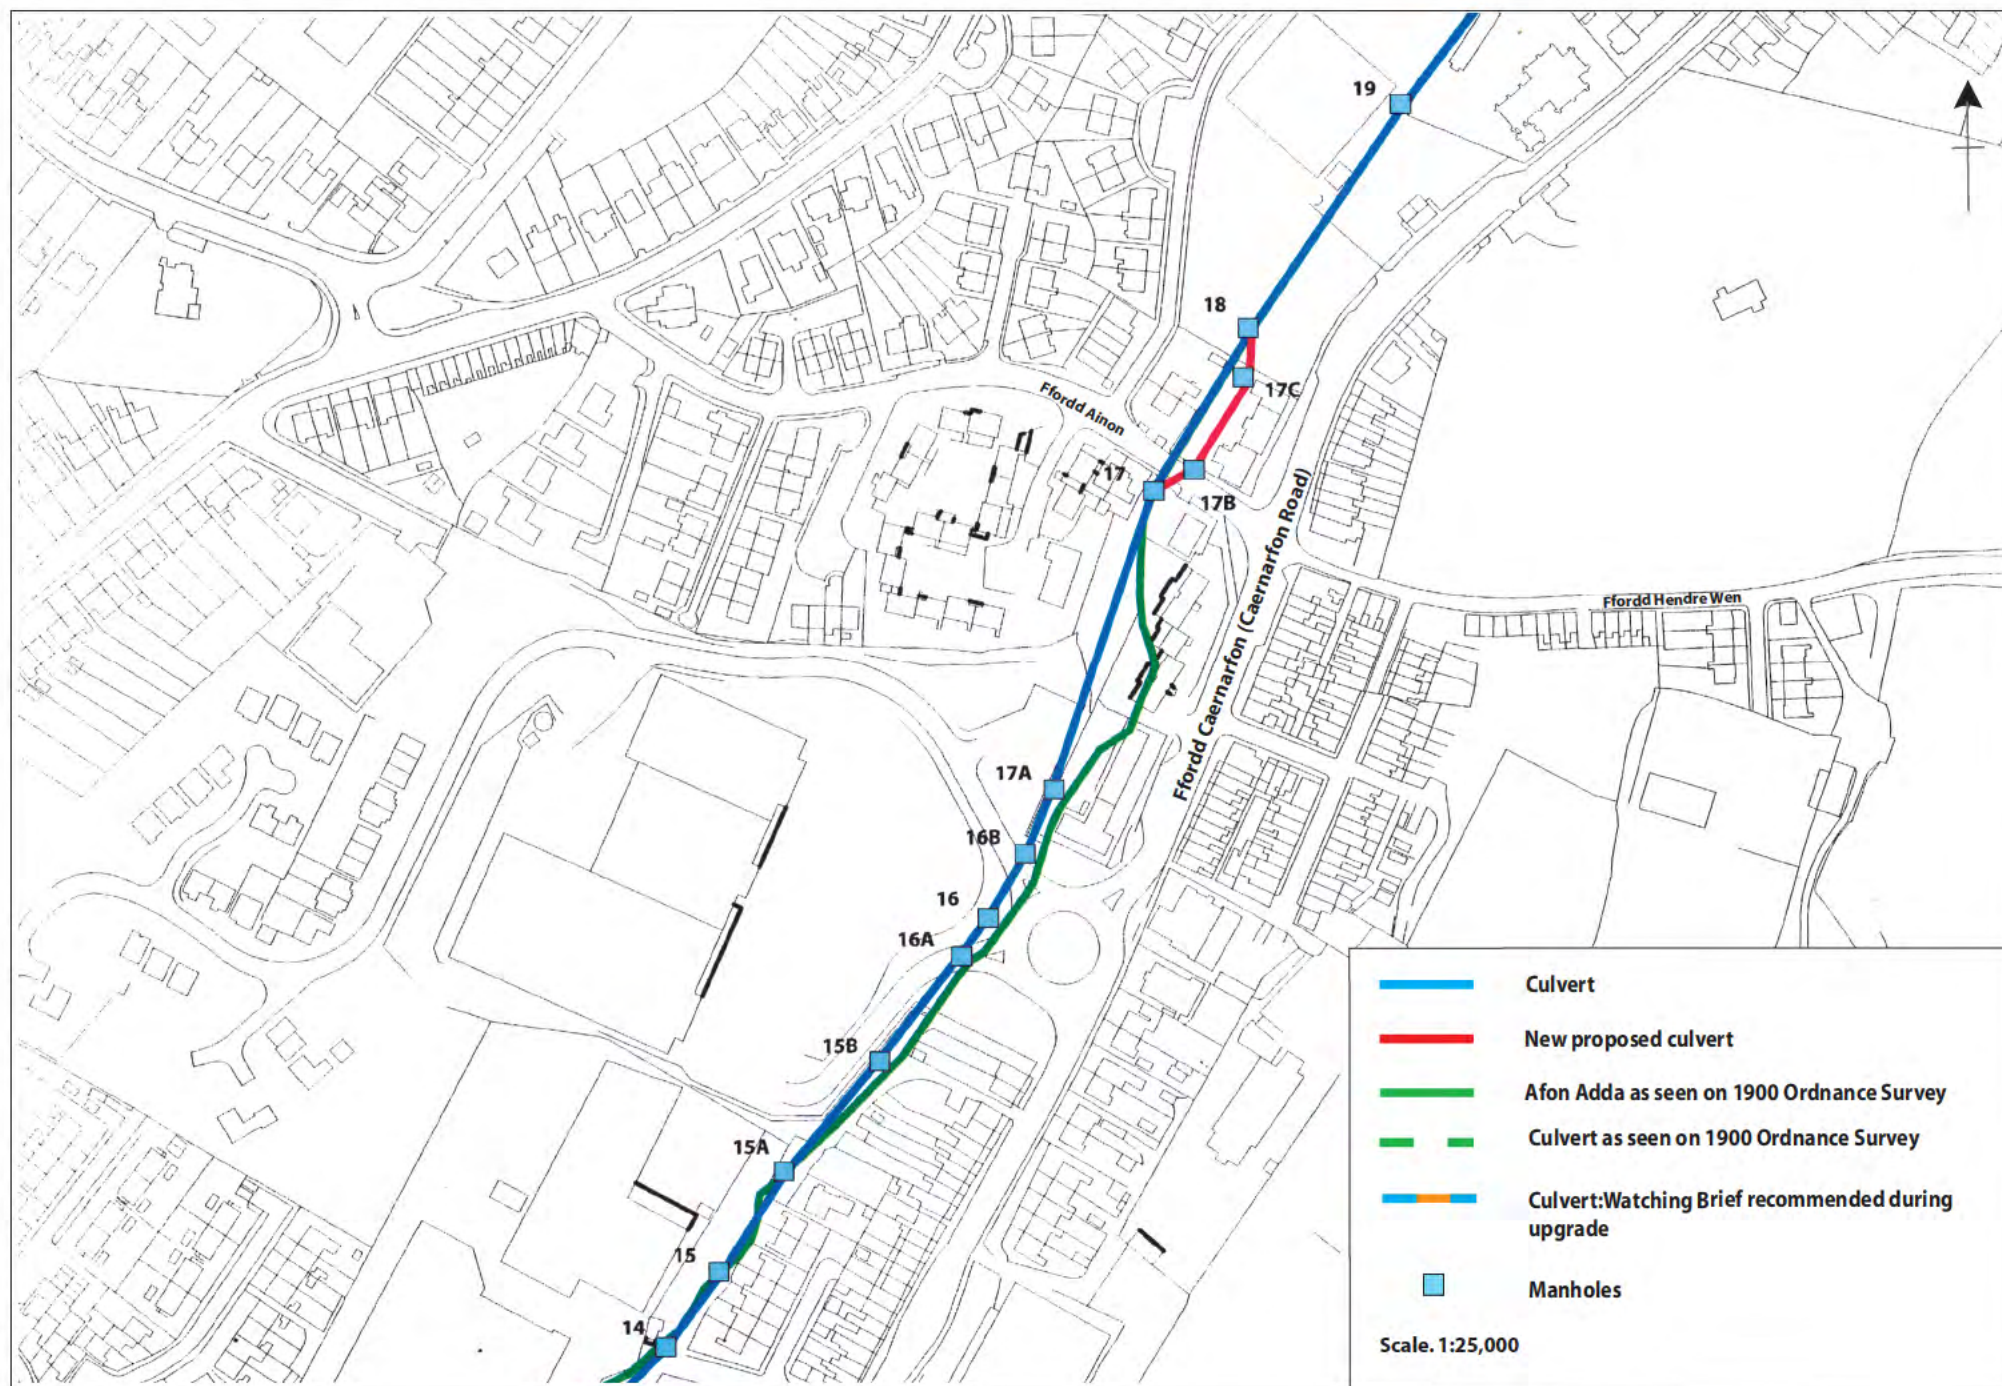 19
18
17C
Ffordd Ainon
17
17B
Ffordd Caernarfon (Caernarfon Road)
Ffordd Hendre Wen
17A
16B
16
16A
15B
15A
15
14
Culvert
New proposed culvert
Afon Adda as seen on 1900 Ordnance Survey
Culvert as seen on 1900 Ordnance Survey
Culvert:Watching Brief recommended during
upgrade
Manholes
Scale. 1:25,000